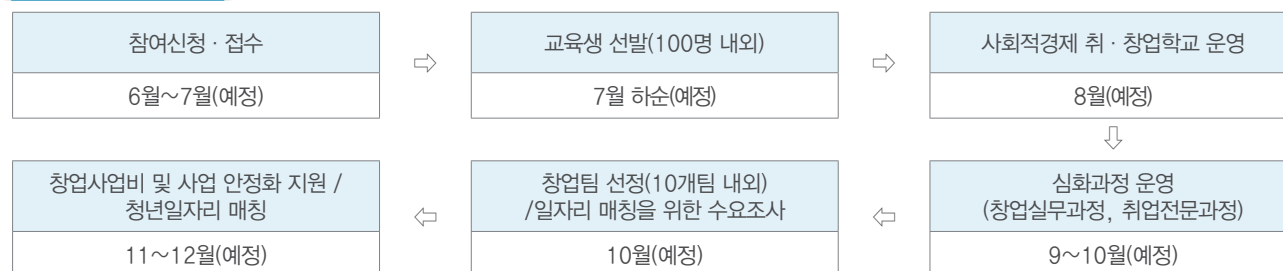 참여신청 · 접수
6월~7월(예정)
교육생 선발(100명 내외)
7월 하순(예정)
사회적경제 취 · 창업학교 운영
8월(예정)
심화과정 운영
(창업실무과정, 취업전문과정)
9~10월(예정)
창업팀 선정(10개팀 내외)
/일자리 매칭을 위한 수요조사
10월(예정)
창업사업비 및 사업 안정화 지원 /
청년일자리 매칭
11~12월(예정)